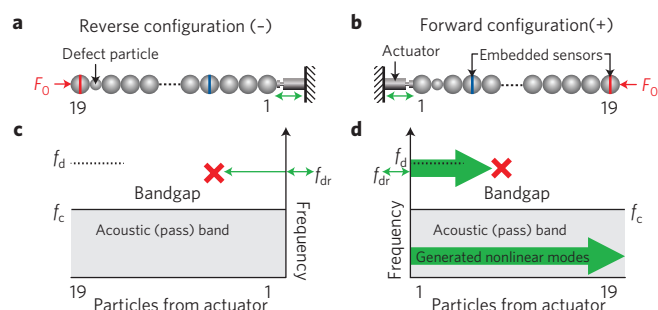 a Reverse configuration (–)
Defect particle
F0
19
1
b Forward configuration(+)
Actuator
Embedded sensors
F0
1
19
c
fd
fdr
Bandgap
fc
Acoustic (pass) band
Frequency
19
1
Particles from actuator
d
fd
fdr
Bandgap
fc
Acoustic (pass) band
Generated nonlinear modes
Frequency
1
19
Particles from actuator